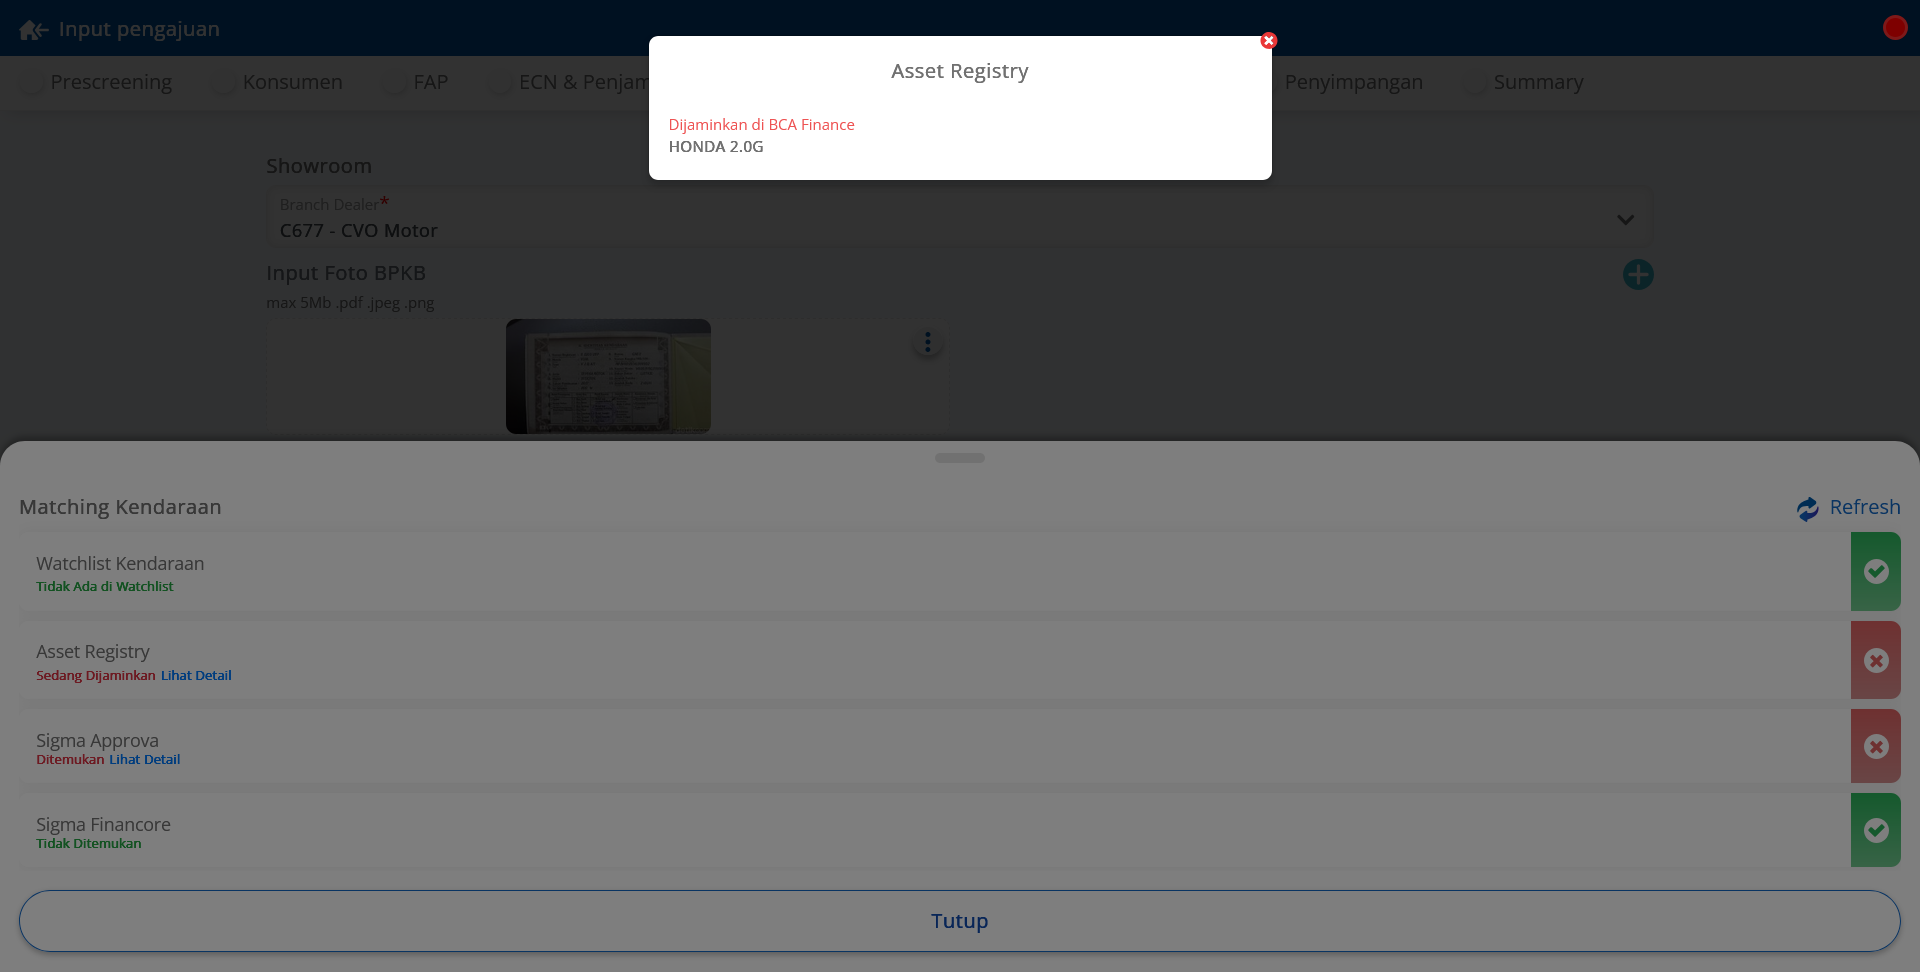 Input pengajuan
Prescreening
Konsumen
FAP
ECN & Penjam
Penyimpangan
Summary
Asset Registry
Dijaminkan di BCA Finance
HONDA 2.0G
Showroom
Branch Dealer*
C677 - CVO Motor
Input Foto BPKB
max 5Mb .pdf .jpeg .png
Matching Kendaraan
Refresh
Watchlist Kendaraan
Tidak Ada di Watchlist
Asset Registry
Sedang Dijaminkan Lihat Detail
Sigma Approva
Ditemukan Lihat Detail
Sigma Financore
Tidak Ditemukan
Tutup